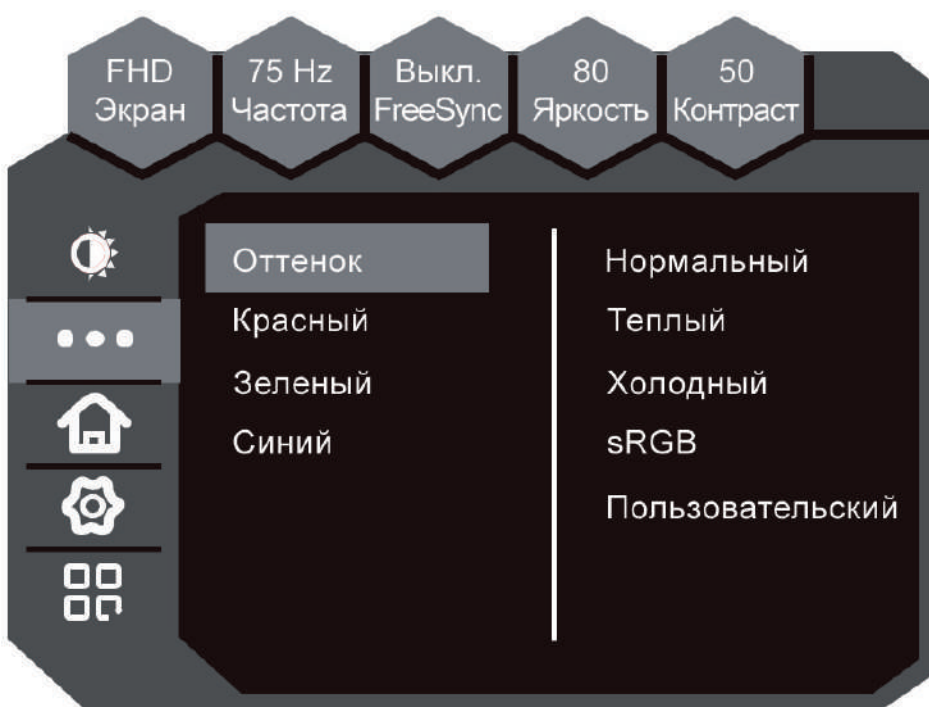 FHD
Экран
75 Hz
Частота
Выкл.
FreeSync
80
Яркость
50
Контраст
Оттенок
Красный
Зеленый
Синий
Нормальный
Теплый
Холодный
sRGB
Пользовательский